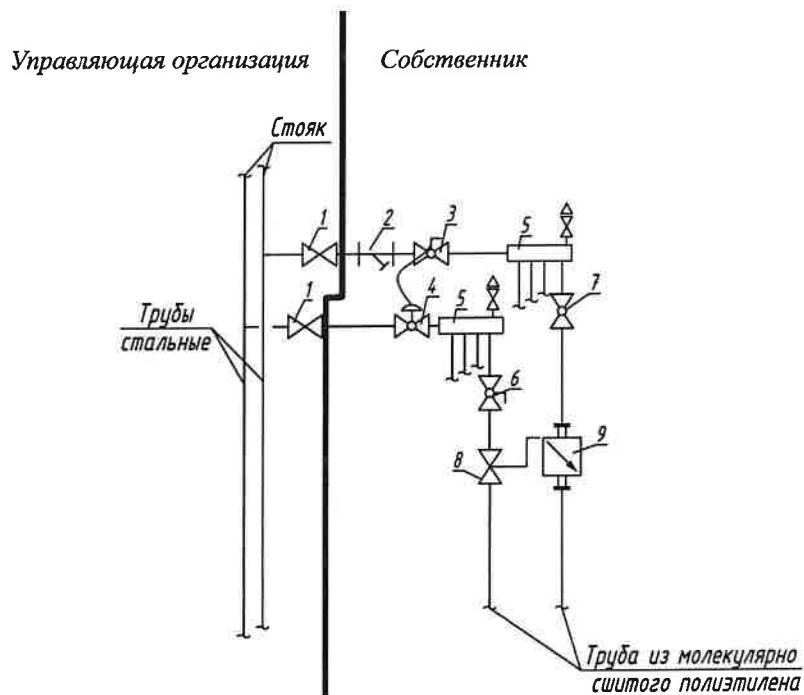 Управляющая организация
Собственник
Стояк
1
2
3
5
7
1
4
5
Трубы
стальные
6
9
8
Труба из молекулярно
сшитого полиэтилена